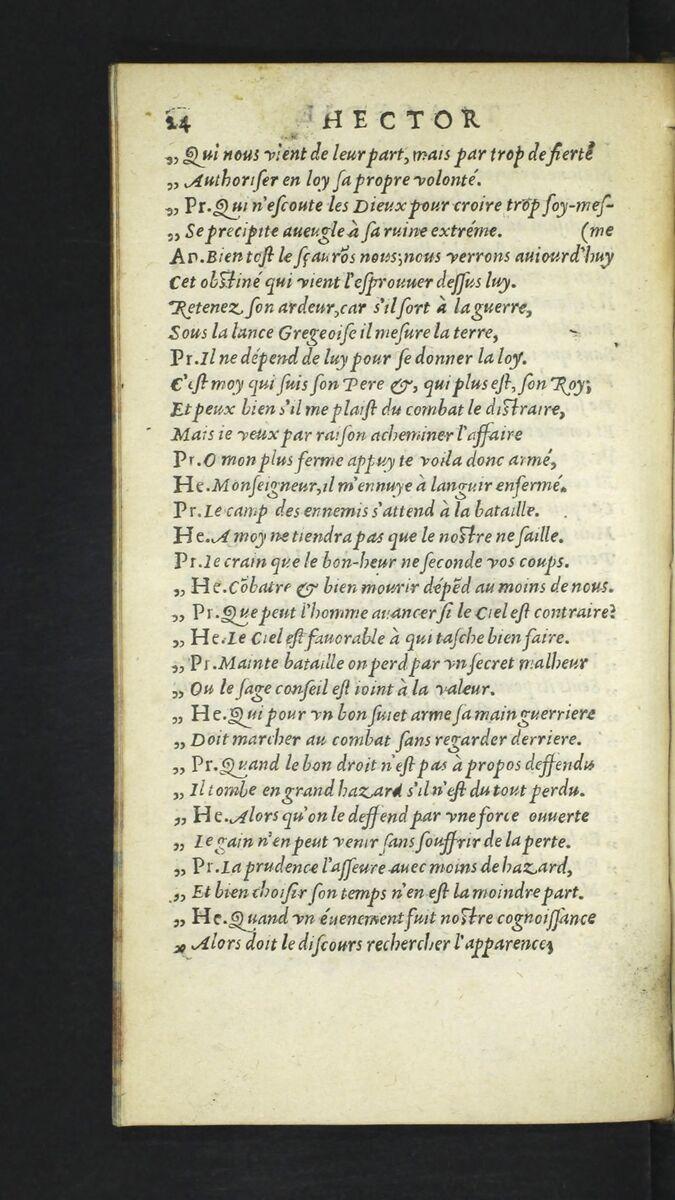 24 HECTOR
„ Qui nous vient de leur part, mais par trop de fierté
„ Authoriſer en loy ſa propre volonté.
„ Pr. Qui n'eſcoute les Dieux pour croire trop ſoy-meſ-
„ Se precipite aueugle à ſa ruine extréme. (me
An. Bien toſt le ſçaurõs nous; nous verrons auiourd'huy
Cet obſtiné qui vient l'eſprouuer deſſus luy.
Retenez ſon ardeur, car s'il ſort à la guerre,
Sous la lance Gregeoiſe il meſure la terre,
Pr. Il ne dépend de luy pour ſe donner la loy.
C'eſt moy qui ſuis ſon Pere &, qui plus eſt, ſon Roy;
Et peux bien s'il me plaiſt du combat le diſtraire,
Mais ie veux par raiſon acheminer l'affaire
Pr. O mon plus ferme appuy te voila donc armé,
He. Monſeigneur, il m'ennuye à languir enfermé.
Pr. Le camp des ennemis s'attend à la bataille.
He. A moy ne tiendra pas que le noſtre ne ſaille.
Pr. Ie crain que le bon-heur ne ſeconde vos coups.
„ He. Cõbatre & bien mourir dépẽd au moins de nous.
„ Pr. Que peut l'homme auancer ſi le Ciel eſt contraire?
„ He. Le Ciel eſt fauorable à qui taſche bien faire.
„ Pr. Mainte bataille on perd par vn ſecret malheur
„ Ou le ſage conſeil eſt ioint à la valeur.
„ He. Qui pour vn bon ſuiet arme ſa main guerriere
„ Doit marcher au combat ſans regarder derriere.
„ Pr. Quand le bon droit n'eſt pas à propos deffendu
„ Il tombe en grand hazard s'il n'eſt du tout perdu.
„ He. Alors qu'on le deffend par vne force ouuerte
„ Le gain n'en peut venir ſans ſouffrir de la perte.
„ Pr. La prudence l'aſſeure auec moins de hazard,
„ Et bien choiſir ſon temps n'en eſt la moindre part.
„ He. Quand vn éuenement fuit noſtre cognoiſſance
„ Alors doit le diſcours rechercher l'apparence;